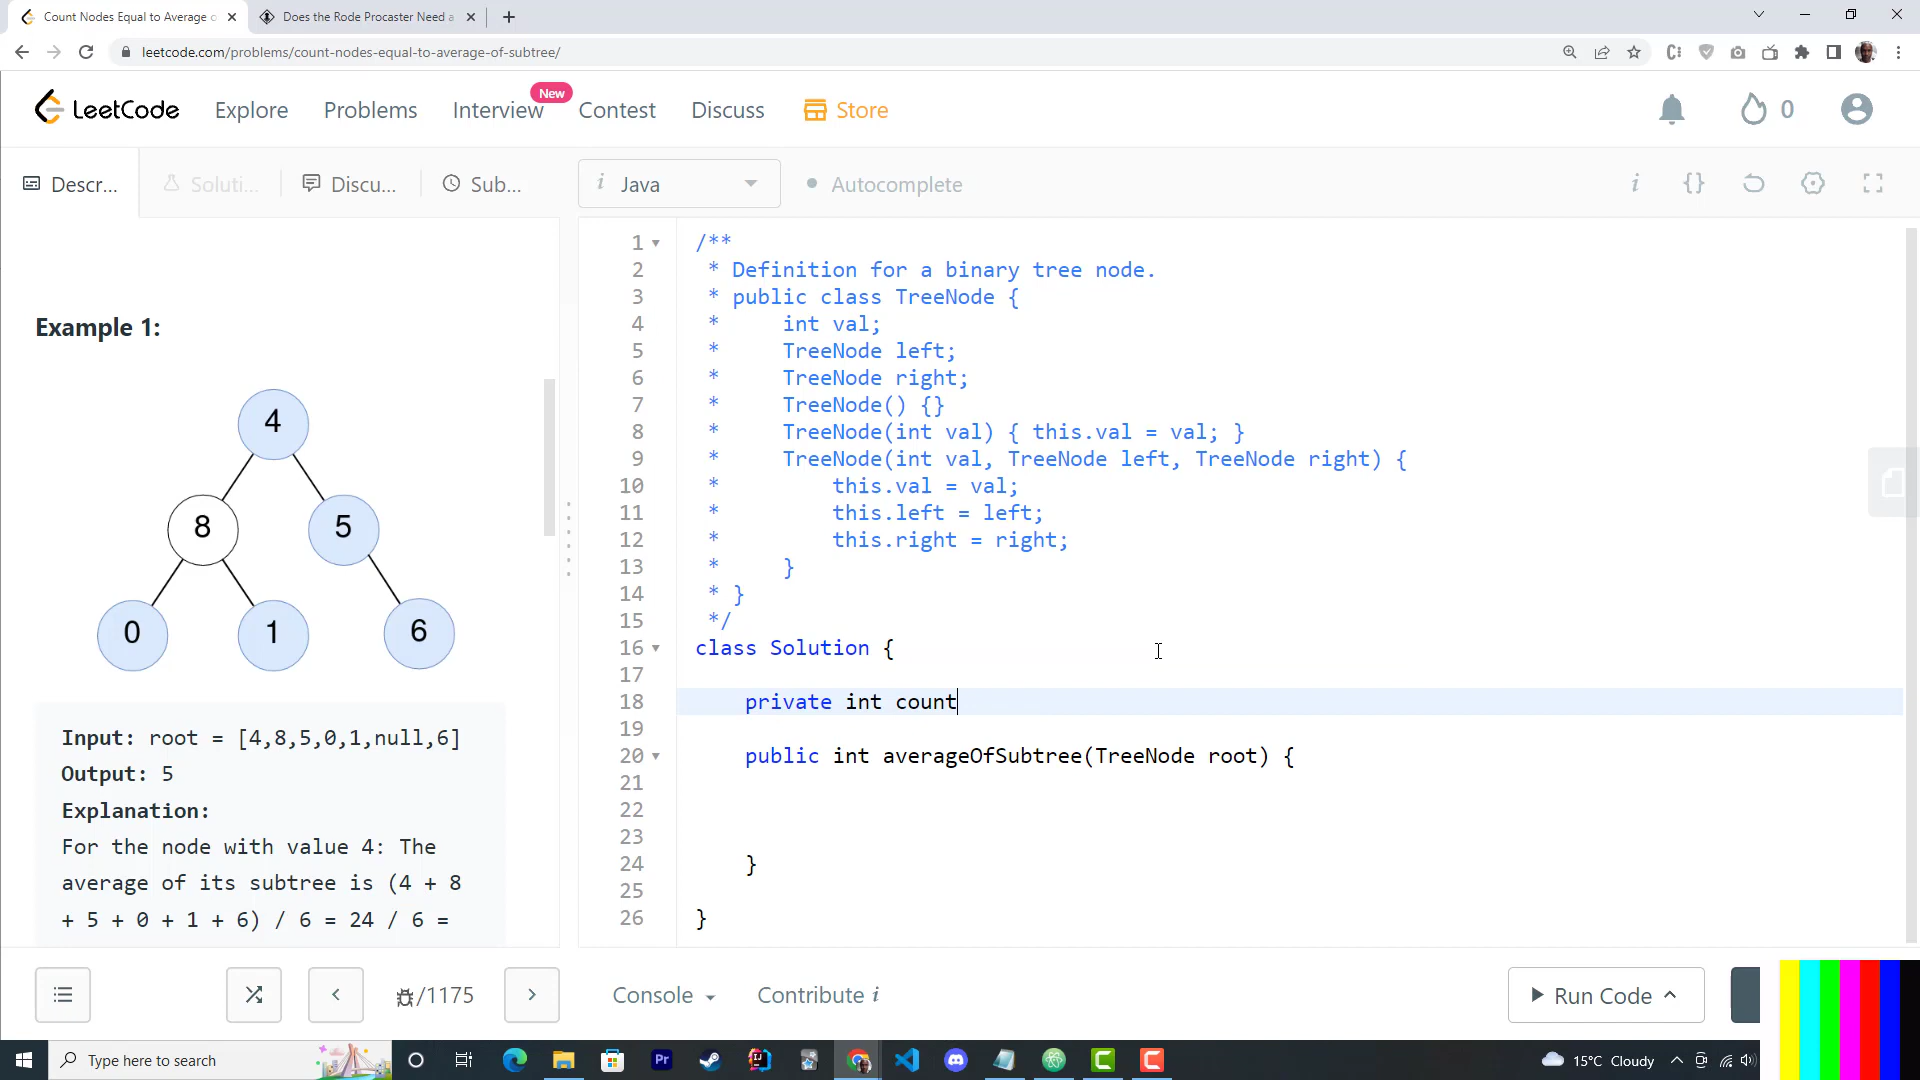 Count Nodes Equal to Average o
Does the Rode Procaster Need a
leetcode.com/problems/count-nodes-equal-to-average-of-subtree/
LeetCode
Explore
Problems
Interview
New
Contest
Discuss
Store
0
Descr...
Soluti...
Discu...
Sub...
i Java
Autocomplete
i
{}
Example 1:
4
8
5
0
1
6
Input: root = [4,8,5,0,1,null,6]
Output: 5
Explanation:
For the node with value 4: The
average of its subtree is (4 + 8
+ 5 + 0 + 1 + 6) / 6 = 24 / 6 =
1 /**
2 * Definition for a binary tree node.
3 * public class TreeNode {
4 *     int val;
5 *     TreeNode left;
6 *     TreeNode right;
7 *     TreeNode() {}
8 *     TreeNode(int val) { this.val = val; }
9 *     TreeNode(int val, TreeNode left, TreeNode right) {
10 *         this.val = val;
11 *         this.left = left;
12 *         this.right = right;
13 *     }
14 * }
15 */
16 class Solution {
17
18     private int count
19
20     public int averageOfSubtree(TreeNode root) {
21
22
23
24     }
25
26 }
/1175
Console
Contribute i
Run Code
Type here to search
Pr
15°C Cloudy